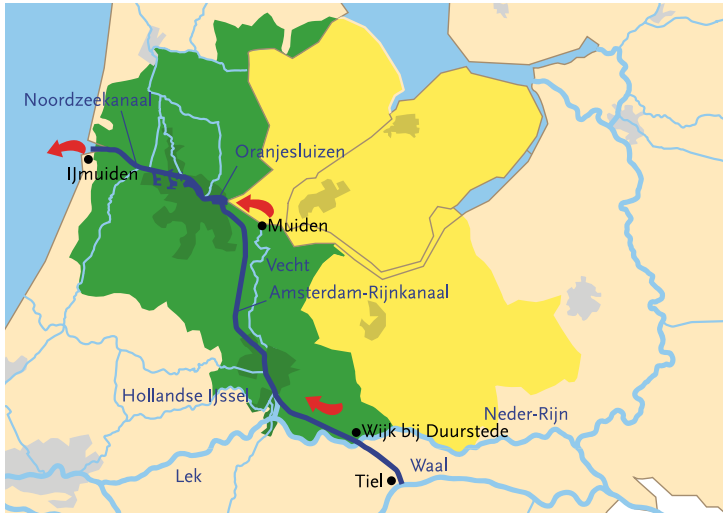 Noordzeekanaal
Oranjesluizen
IJmuiden
Muiden
Vecht
Amsterdam-Rijnkanaal
Hollandse IJssel
Neder-Rijn
Wijk bij Duurstede
Waal
Lek
Tiel